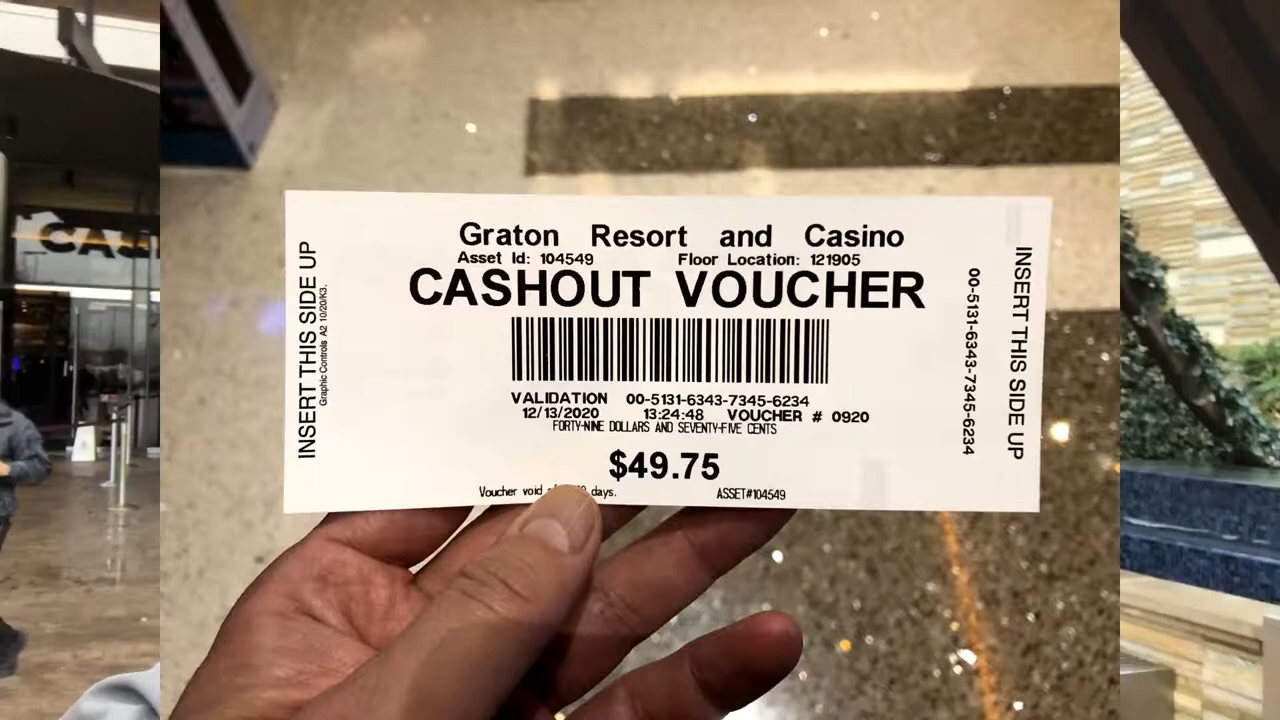 Graton Resort and Casino
Asset Id: 104549 Floor Location: 121905
CASHOUT VOUCHER
VALIDATION 00-5131-6343-7345-6234
12/13/2020 13:24:48 VOUCHER # 0920
FORTY-NINE DOLLARS AND SEVENTY-FIVE CENTS
$49.75
Voucher void days.
ASSET#104549
INSERT THIS SIDE UP
Graphic Controls A2 10/20/K3.
00-5131-6343-7345-6234
INSERT THIS SIDE UP